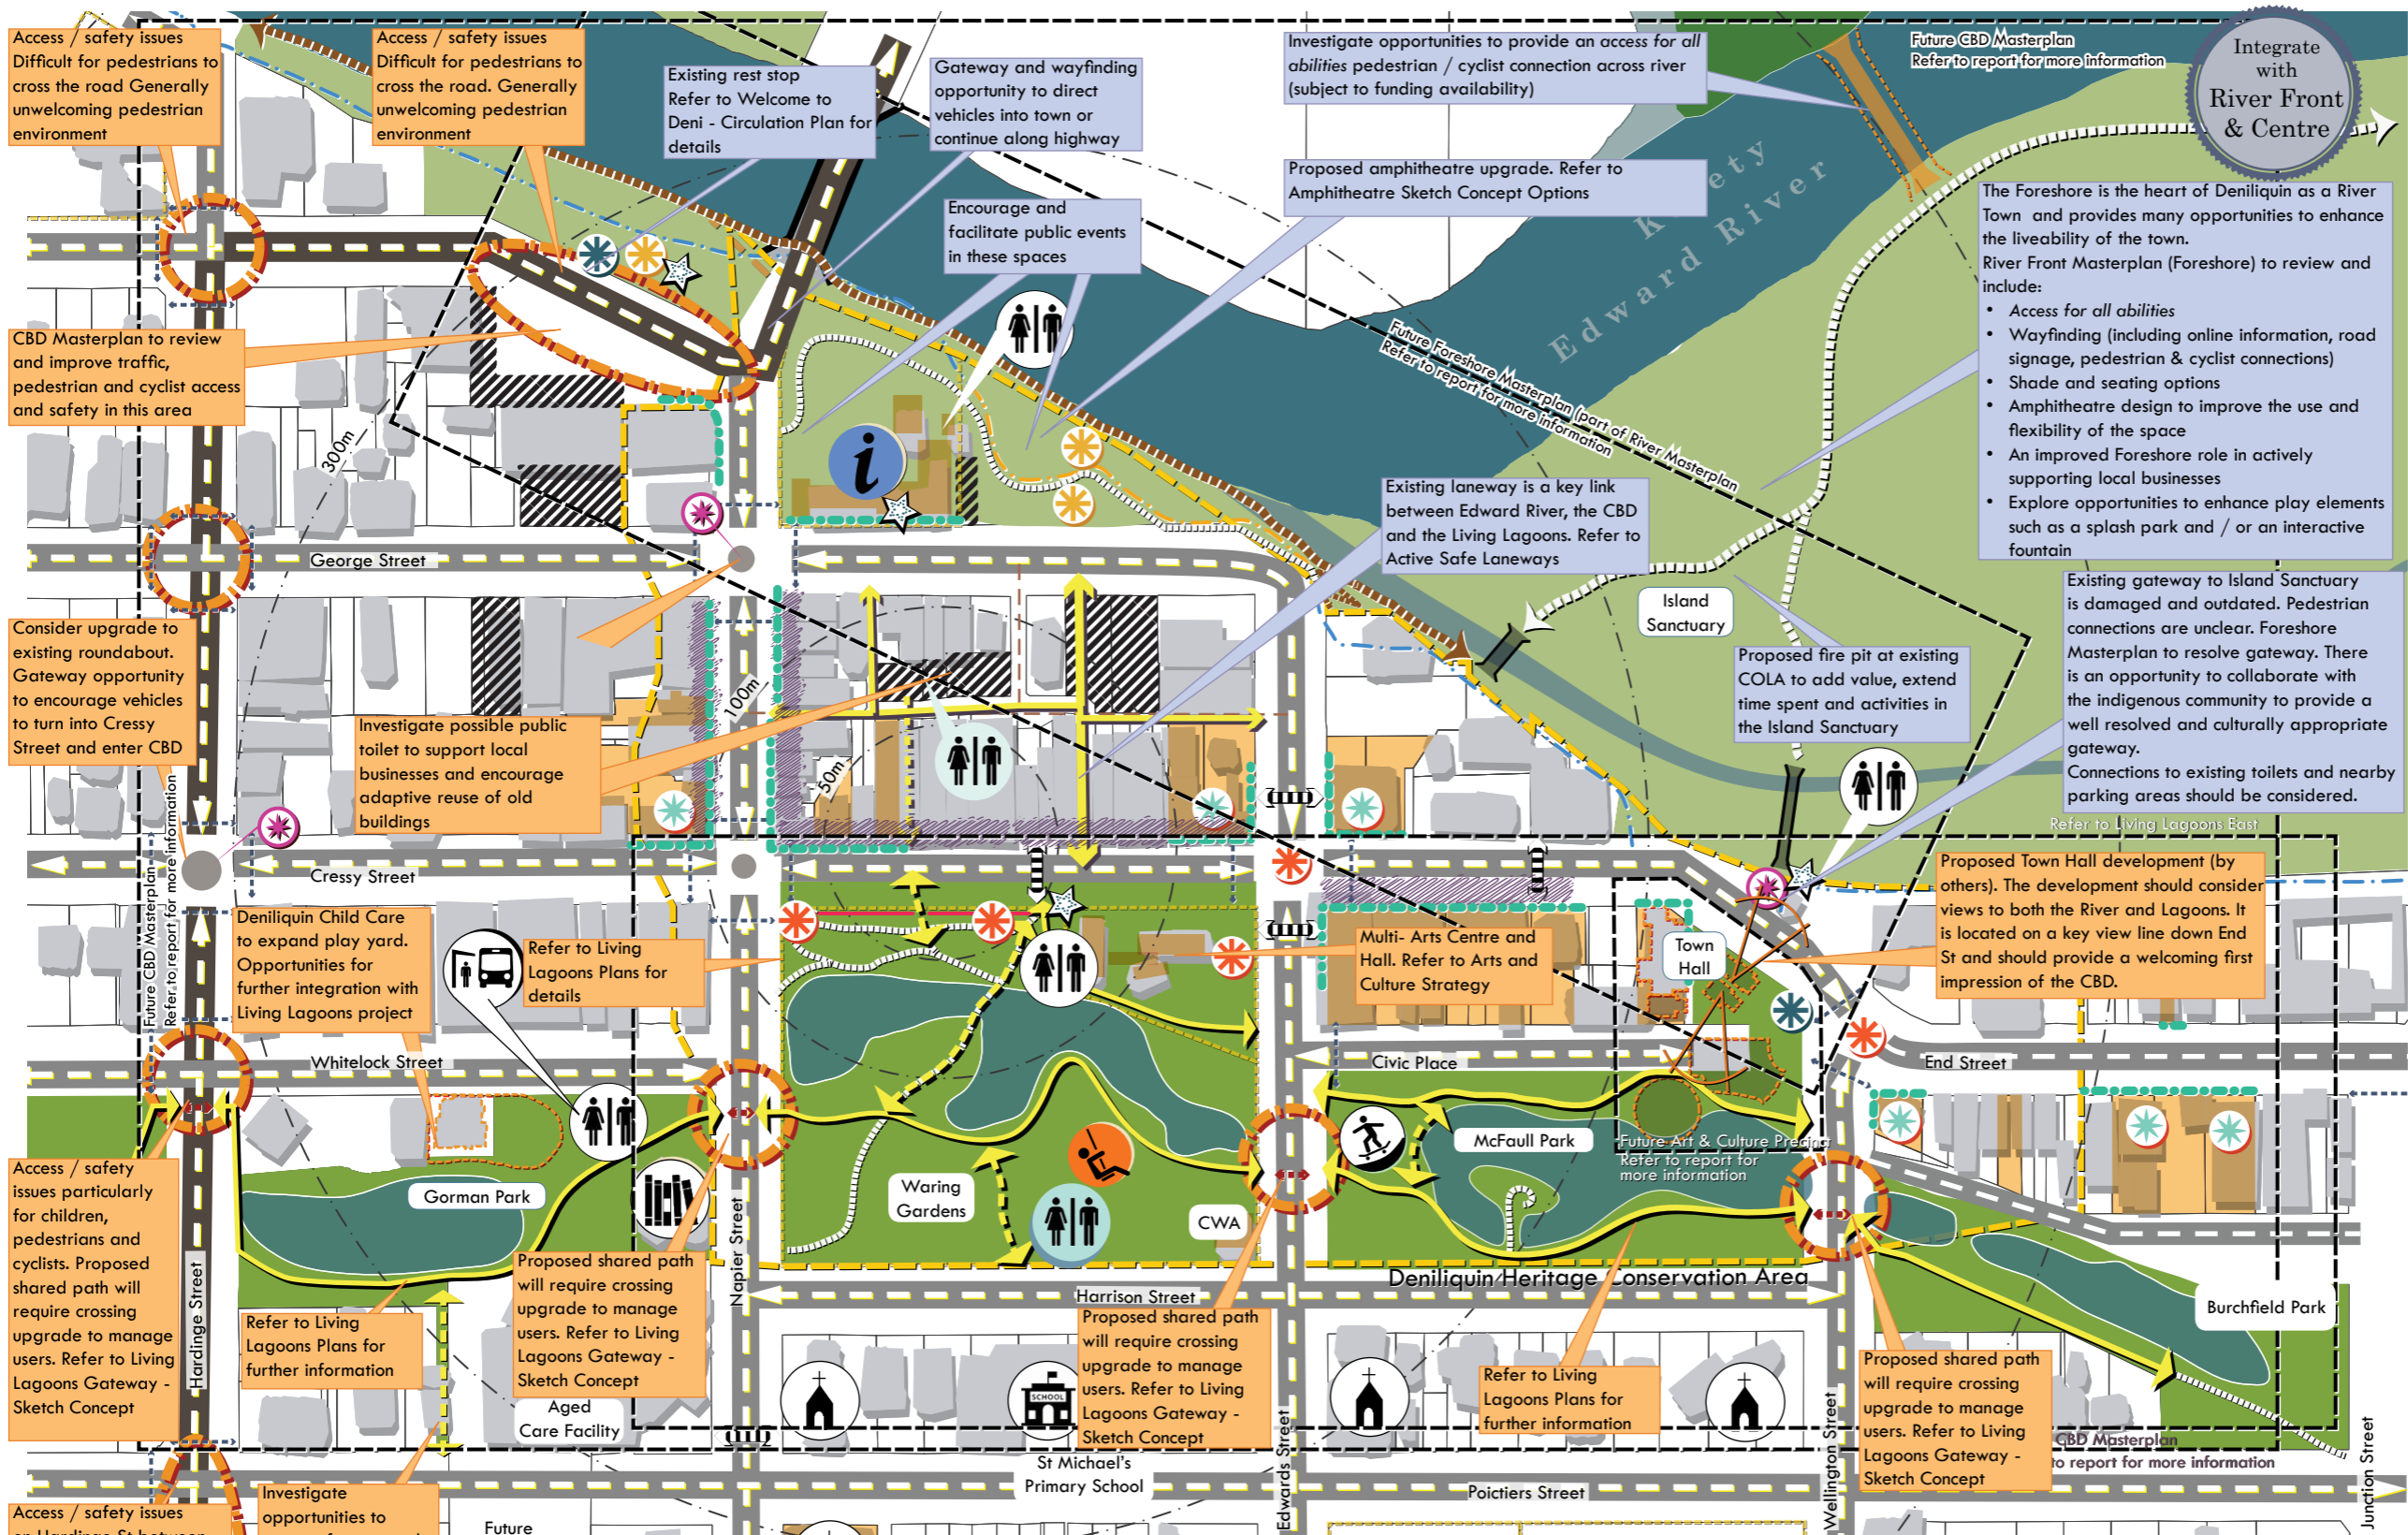 Access / safety issues
Difficult for pedestrians to
cross the road Generally
unwelcoming pedestrian
environment
Access / safety issues
Difficult for pedestrians to
cross the road. Generally
unwelcoming pedestrian
environment
Existing rest stop
Refer to Welcome to
Deni - Circulation Plan for
details
Gateway and wayfinding
opportunity to direct
vehicles into town or
continue along highway
Investigate opportunities to provide an access for all
abilities pedestrian / cyclist connection across river
(subject to funding availability)
Future CBD Masterplan
Refer to report for more information
Integrate
with
River Front
& Centre
Proposed amphitheatre upgrade. Refer to
Amphitheatre Sketch Concept Options
Encourage and
facilitate public events
in these spaces
Edward River
The Foreshore is the heart of Deniliquin as a River
Town and provides many opportunities to enhance
the liveability of the town.
River Front Masterplan (Foreshore) to review and
include:
• Access for all abilities
• Wayfinding (including online information, road
signage, pedestrian & cyclist connections)
• Shade and seating options
• Amphitheatre design to improve the use and
flexibility of the space
• An improved Foreshore role in actively
supporting local businesses
• Explore opportunities to enhance play elements
such as a splash park and / or an interactive
fountain
CBD Masterplan to review
and improve traffic,
pedestrian and cyclist access
and safety in this area
Future Foreshore Masterplan (part of River Masterplan
Refer to report for more information
300m
i
Existing laneway is a key link
between Edward River, the CBD
and the Living Lagoons. Refer to
Active Safe Laneways
George Street
Existing gateway to Island Sanctuary
is damaged and outdated. Pedestrian
connections are unclear. Foreshore
Masterplan to resolve gateway. There
is an opportunity to collaborate with
the indigenous community to provide a
well resolved and culturally appropriate
gateway.
Connections to existing toilets and nearby
parking areas should be considered.
Island
Sanctuary
Consider upgrade to
existing roundabout.
Gateway opportunity
to encourage vehicles
to turn into Cressy
Street and enter CBD
Proposed fire pit at existing
COLA to add value, extend
time spent and activities in
the Island Sanctuary
100m
50m
Investigate possible public
toilet to support local
businesses and encourage
adaptive reuse of old
buildings
Future CBD Masterplan
Refer to report for more information
Refer to Living Lagoons East
Cressy Street
Proposed Town Hall development (by
others). The development should consider
views to both the River and Lagoons. It
is located on a key view line down End
St and should provide a welcoming first
impression of the CBD.
Deniliquin Child Care
to expand play yard.
Opportunities for
further integration with
Living Lagoons project
Refer to Living
Lagoons Plans for
details
Multi- Arts Centre and
Hall. Refer to Arts and
Culture Strategy
Town
Hall
Whitelock Street
Civic Place
End Street
McFaull Park
Future Art & Culture Precinct
Refer to report for
more information
Access / safety
issues particularly
for children,
pedestrians and
cyclists. Proposed
shared path will
require crossing
upgrade to manage
users. Refer to Living
Lagoons Gateway -
Sketch Concept
Gorman Park
Waring
Gardens
CWA
Hardinge Street
Napier Street
Proposed shared path
will require crossing
upgrade to manage
users. Refer to Living
Lagoons Gateway -
Sketch Concept
Deniliquin Heritage Conservation Area
Harrison Street
Burchfield Park
Refer to Living
Lagoons Plans for
further information
Proposed shared path
will require crossing
upgrade to manage
users. Refer to Living
Lagoons Gateway -
Sketch Concept
Refer to Living
Lagoons Plans for
further information
Proposed shared path
will require crossing
upgrade to manage
users. Refer to Living
Lagoons Gateway -
Sketch Concept
SCHOOL
Aged
Care Facility
St Michael's
Primary School
Edwards Street
Wellington Street
Junction Street
CBD Masterplan
to report for more information
Poictiers Street
Access / safety issues
Investigate
opportunities to
Future